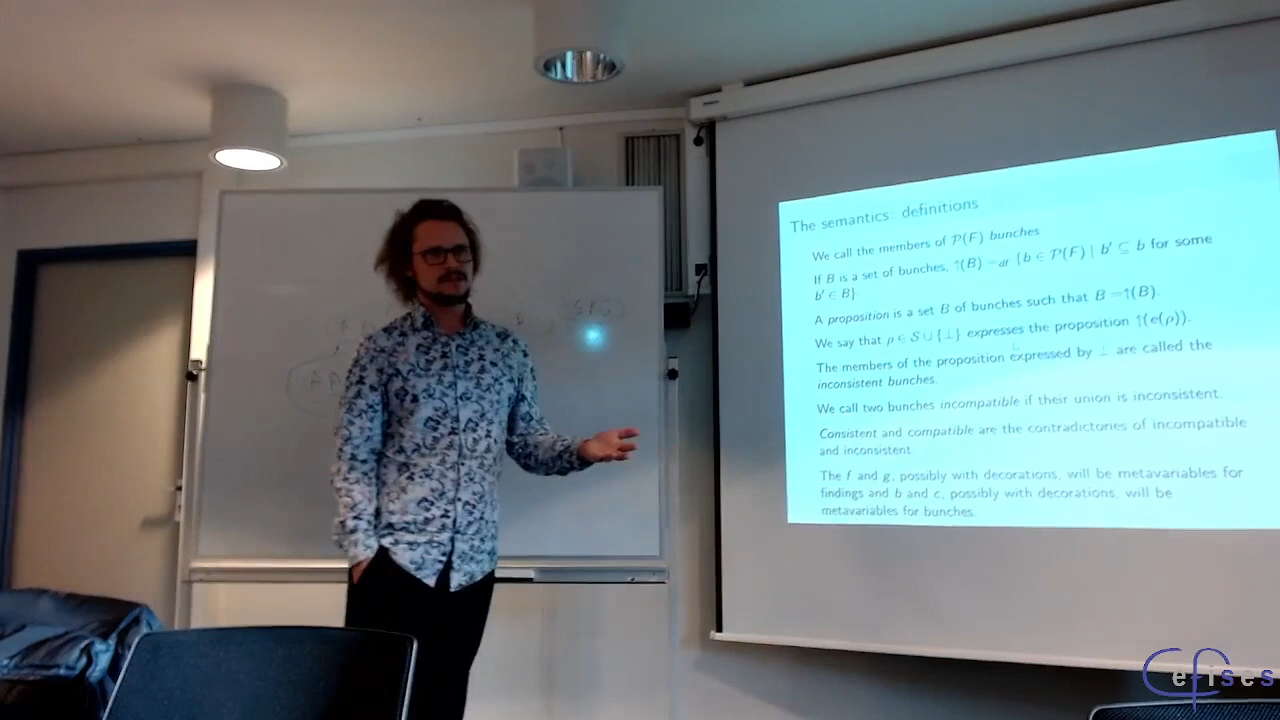 The semantics: definitions
We call the members of 𝒫(F) bunches
If B is a set of bunches, ↑(B) =df {b ∈ 𝒫(F) | b′ ⊆ b for some
b′ ∈ B}.
A proposition is a set B of bunches such that B =↑(B).
We say that ρ ∈ 𝒮 ∪ {⊥} expresses the proposition ↑(e(ρ)).
The members of the proposition expressed by ⊥ are called the
inconsistent bunches.
We call two bunches incompatible if their union is inconsistent.
Consistent and compatible are the contradictories of incompatible
and inconsistent
The f and g, possibly with decorations, will be metavariables for
findings and b and c, possibly with decorations, will be
metavariables for bunches.
Cefises